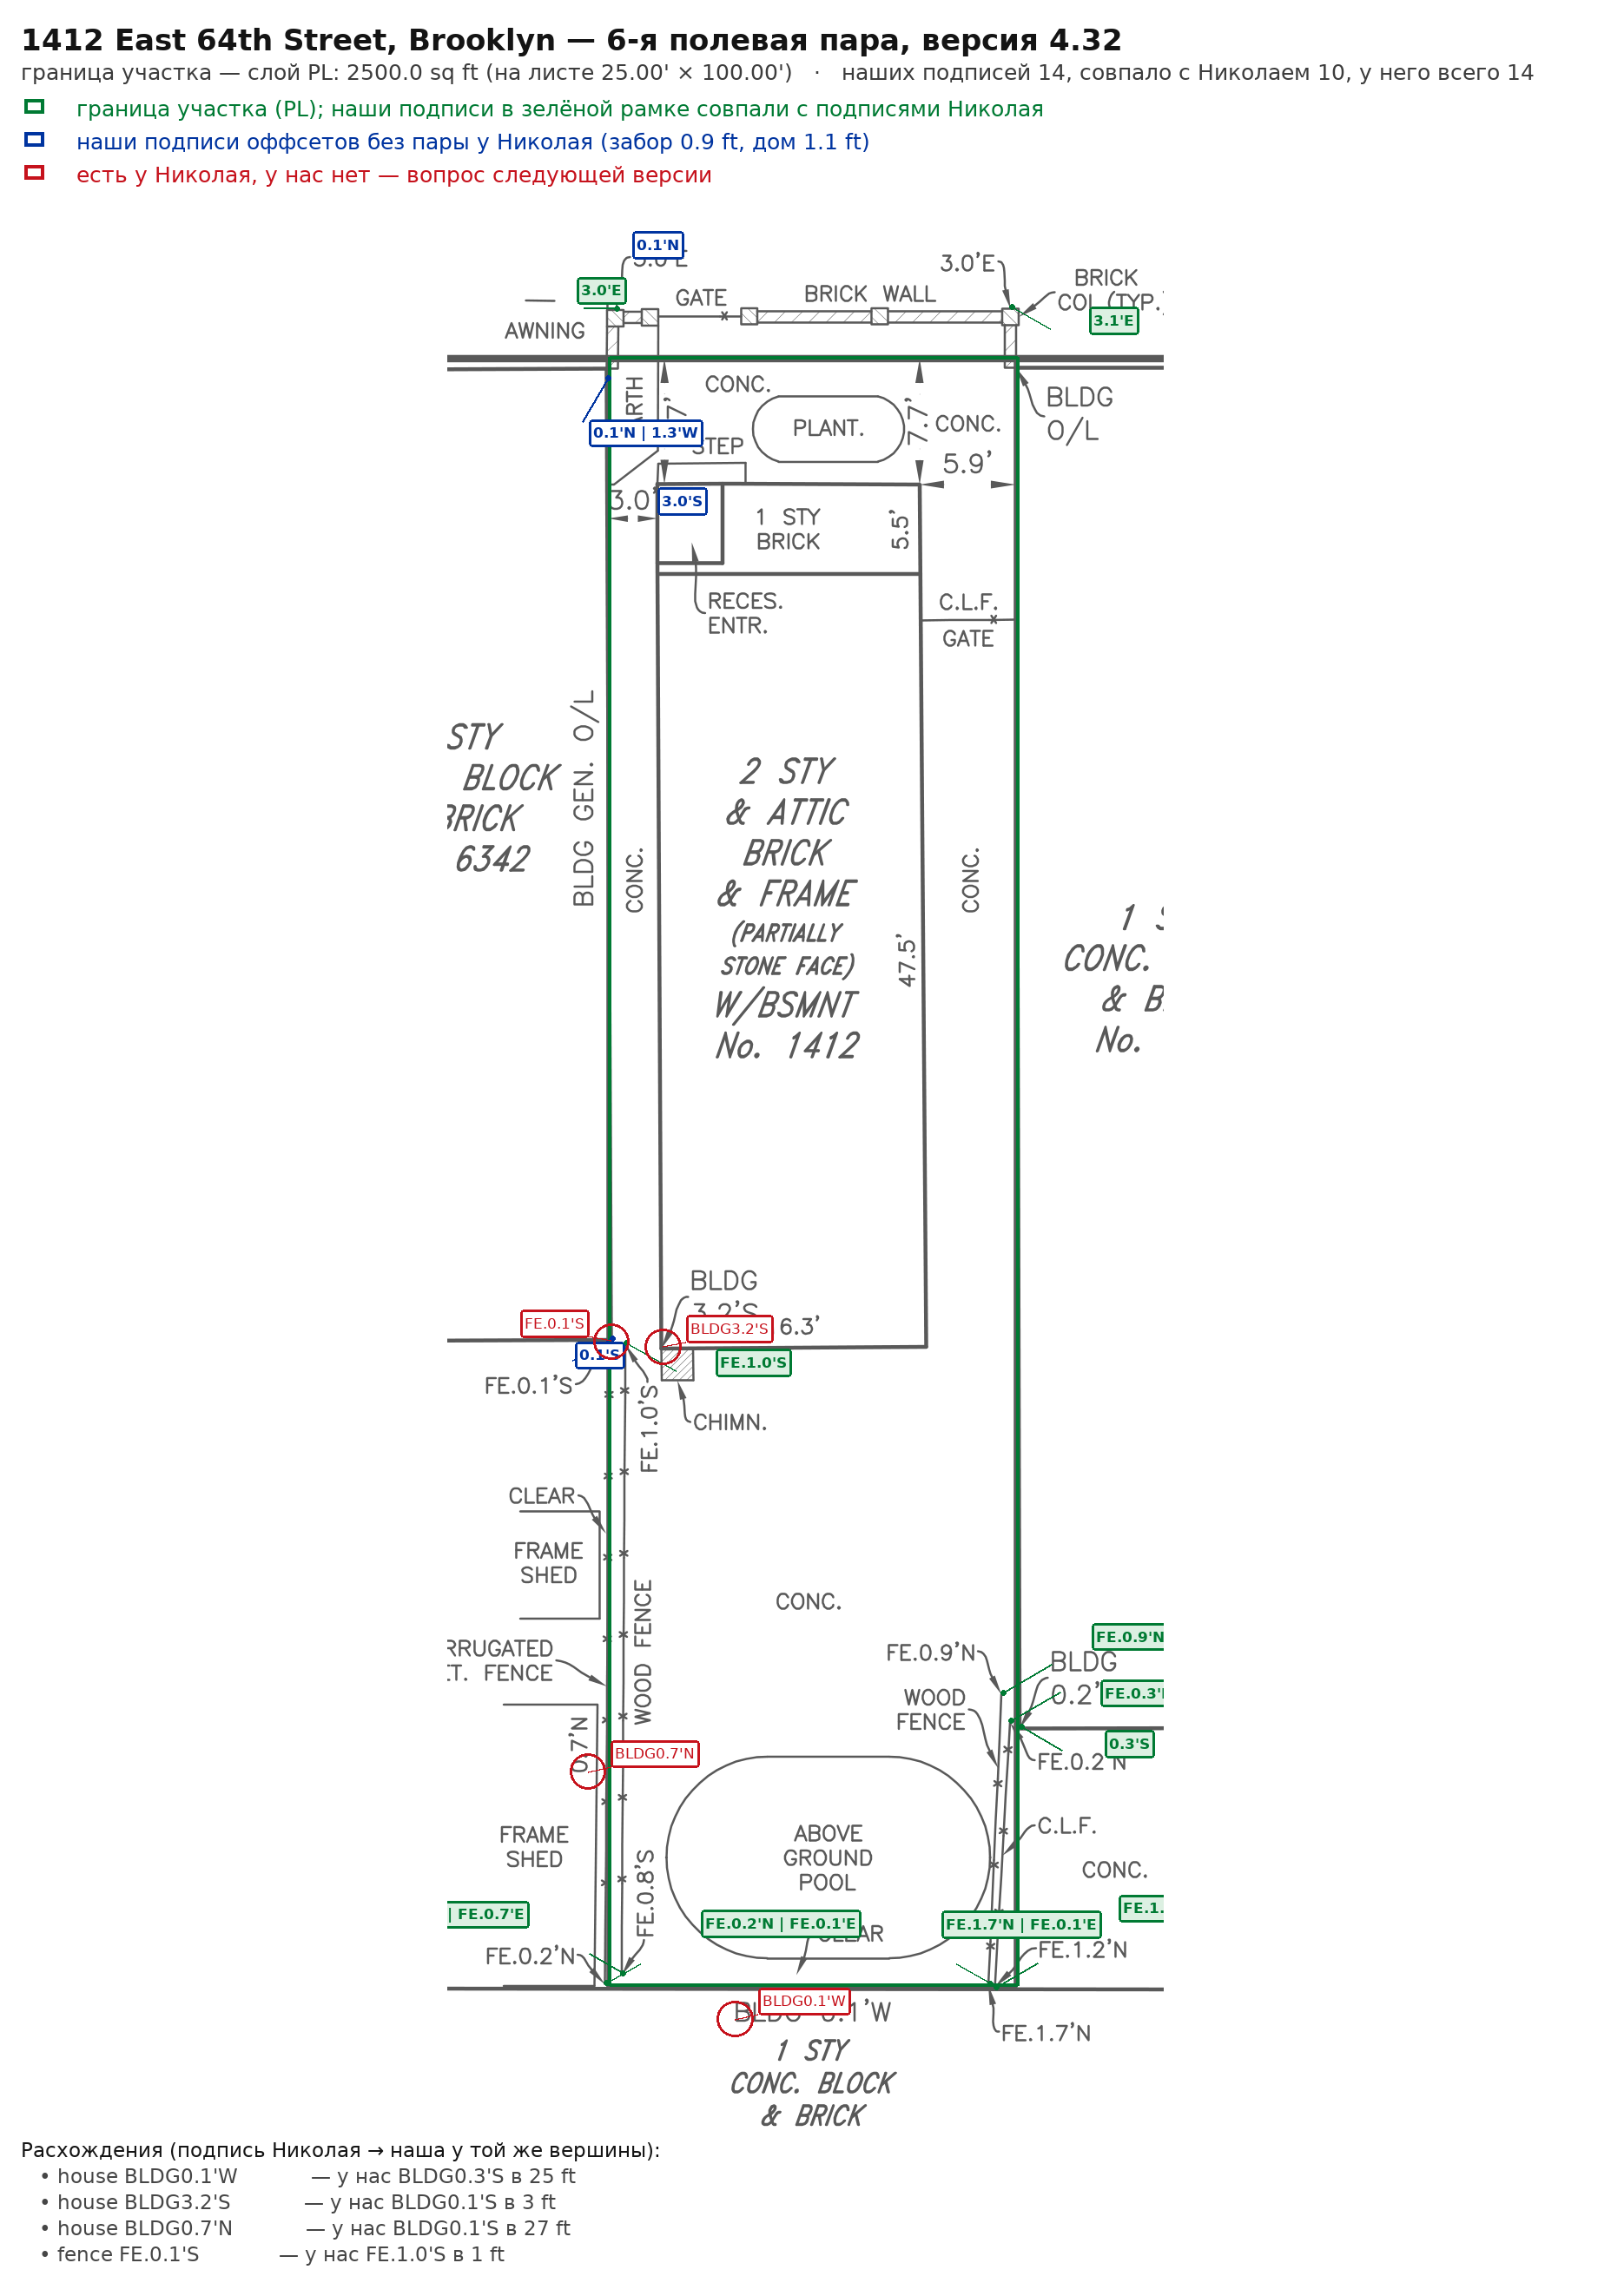 1412 East 64th Street, Brooklyn — 6-я полевая пара, версия 4.32
граница участка — слой PL: 2500.0 sq ft (на листе 25.00' × 100.00') · наших подписей 14, совпало с Николаем 10, у него всего 14
граница участка (PL); наши подписи в зелёной рамке совпали с подписями Николая
наши подписи оффсетов без пары у Николая (забор 0.9 ft, дом 1.1 ft)
есть у Николая, у нас нет — вопрос следующей версии
0.1'N
3.0'E
3.0'E
GATE
BRICK WALL
BRICK
3.1'E
AWNING
CONC.
BLDG
O/L
PLANT.
7.7'
CONC.
0.1'N | 1.3'W
STEP
5.9'
3.0'
3.0'S
1 STY
BRICK
5.5'
RECES.
ENTR.
C.L.F.
GATE
BLDG GEN. O/L
STY
BLOCK
BRICK
6342
CONC.
2 STY
& ATTIC
BRICK
& FRAME
(PARTIALLY
STONE FACE)
W/BSMNT
No. 1412
47.5'
CONC.
CONC.
No.
BLDG
FE.0.1'S
BLDG3.2'S
6.3'
0.1'S
FE.1.0'S
FE.0.1'S
FE.1.0'S
CHIMN.
CLEAR
FRAME
SHED
WOOD FENCE
CONC.
FE.0.9'N
FE.0.9'N
BLDG
FENCE
WOOD
FENCE
0.2'
FE.0.3'
0.3'S
FE.0.2'N
0.7'N
BLDG0.7'N
ABOVE
GROUND
POOL
C.L.F.
CONC.
FRAME
SHED
FE.0.8'S
| FE.0.7'E
FE.0.2'N | FE.0.1'E
FE.1.7'N | FE.0.1'E
FE.1.
FE.0.2'N
FE.1.2'N
BLDG0.1'W
FE.1.7'N
1 STY
CONC. BLOCK
& BRICK
Расхождения (подпись Николая → наша у той же вершины):
• house BLDG0.1'W — у нас BLDG0.3'S в 25 ft
• house BLDG3.2'S — у нас BLDG0.1'S в 3 ft
• house BLDG0.7'N — у нас BLDG0.1'S в 27 ft
• fence FE.0.1'S — у нас FE.1.0'S в 1 ft